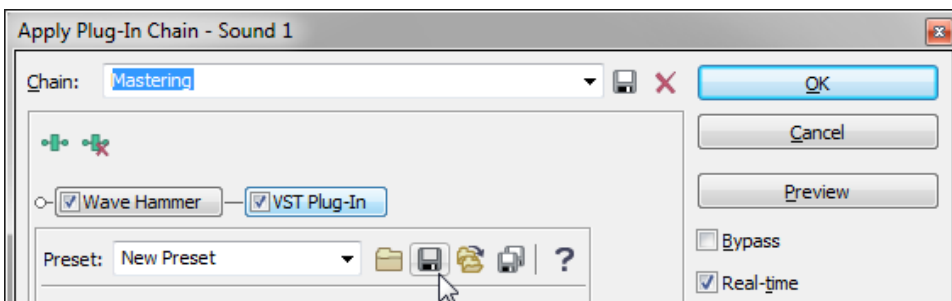 Apply Plug-In Chain - Sound 1
Chain: Mastering
OK
Cancel
Wave Hammer VST Plug-In
Preview
Preset: New Preset ?
Bypass
Real-time